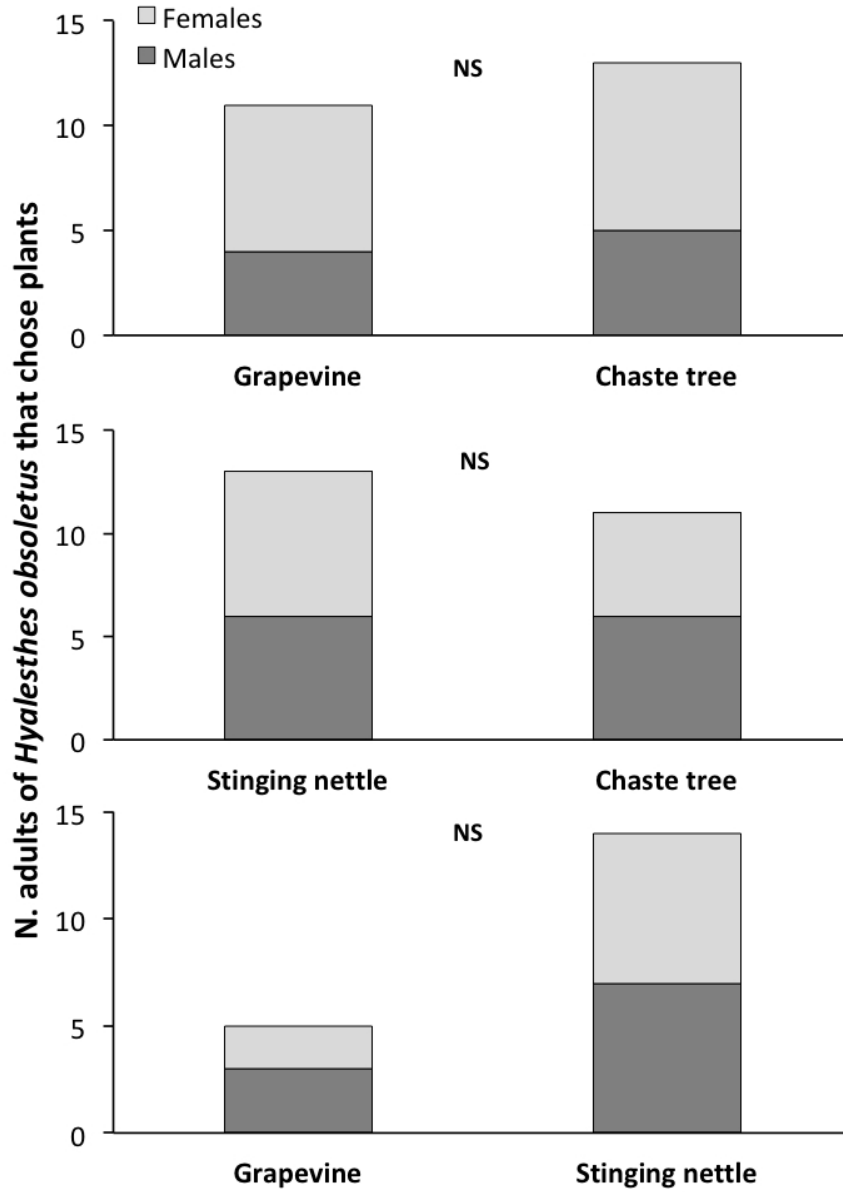 N. adults of Hyalesthes obsoletus that chose plants
Females
Males
15
10
5
0
NS
Grapevine
Chaste tree
15
10
5
0
NS
Stinging nettle
Chaste tree
15
10
5
0
NS
Grapevine
Stinging nettle